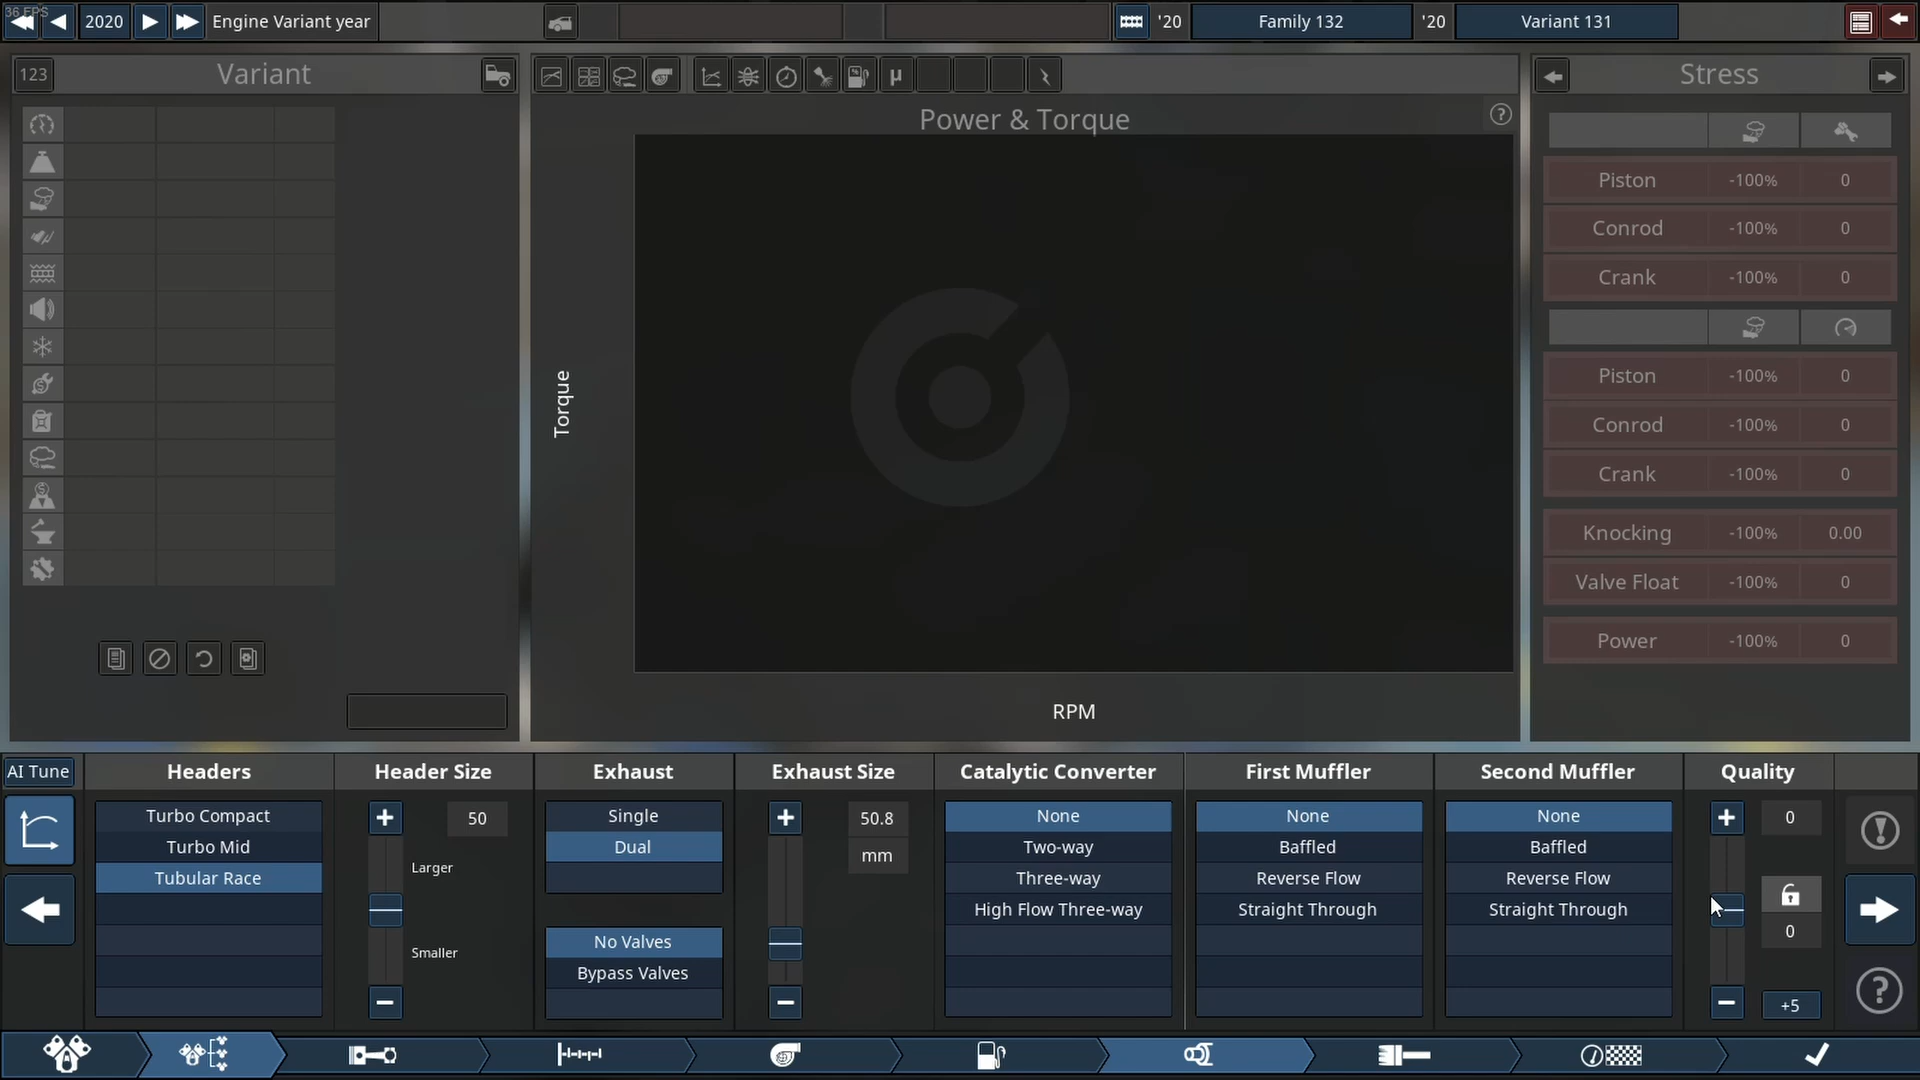 36 FPS
2020
Engine Variant year
'20
Family 132
'20
Variant 131
123
Variant
µ
Stress
Power & Torque
?
Torque
RPM
Piston -100% 0
Conrod -100% 0
Crank -100% 0
Piston -100% 0
Conrod -100% 0
Crank -100% 0
Knocking -100% 0.00
Valve Float -100% 0
Power -100% 0
AI Tune
Headers
Turbo Compact
Turbo Mid
Tubular Race
Header Size
50
Larger
Smaller
Exhaust
Single
Dual
No Valves
Bypass Valves
Exhaust Size
50.8
mm
Catalytic Converter
None
Two-way
Three-way
High Flow Three-way
First Muffler
None
Baffled
Reverse Flow
Straight Through
Second Muffler
None
Baffled
Reverse Flow
Straight Through
Quality
0
0
+5
?